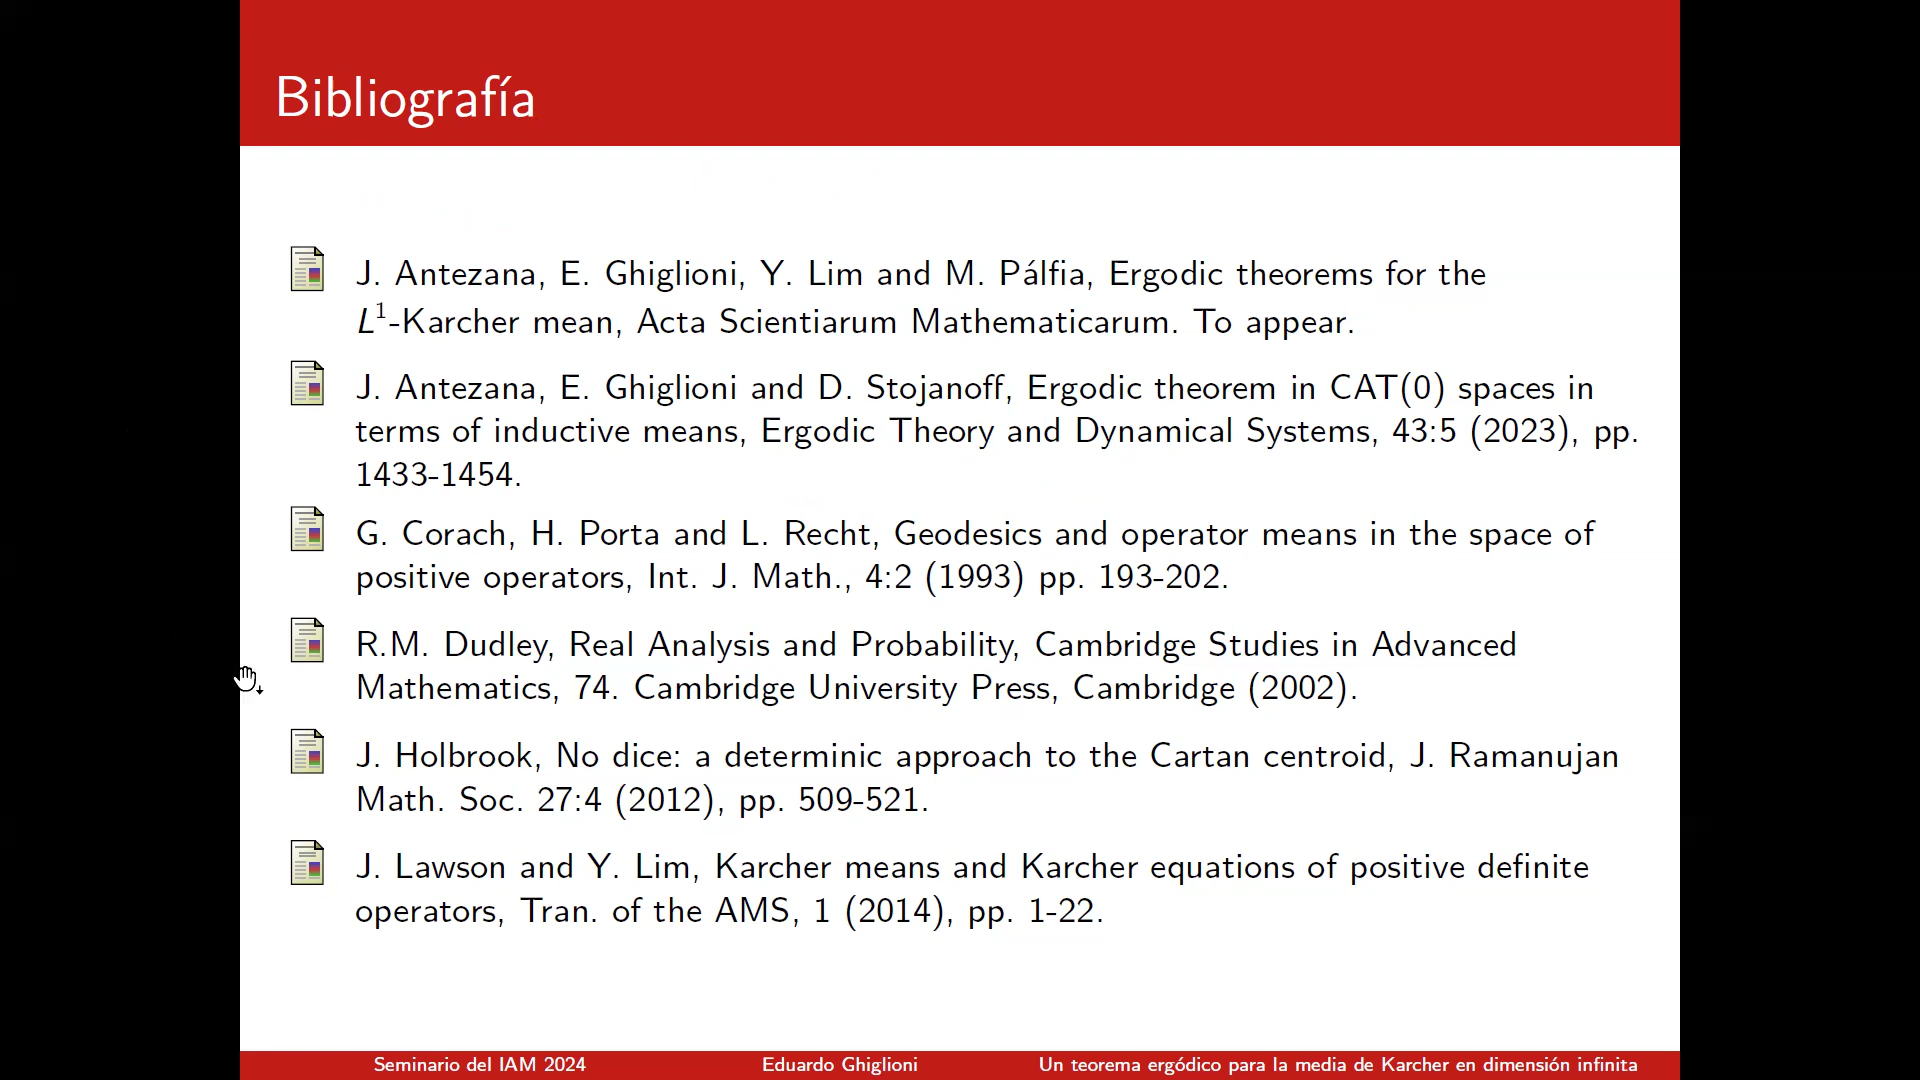 Bibliografía
J. Antezana, E. Ghiglioni, Y. Lim and M. Pálfia, Ergodic theorems for the
L¹-Karcher mean, Acta Scientiarum Mathematicarum. To appear.
J. Antezana, E. Ghiglioni and D. Stojanoff, Ergodic theorem in CAT(0) spaces in
terms of inductive means, Ergodic Theory and Dynamical Systems, 43:5 (2023), pp.
1433-1454.
G. Corach, H. Porta and L. Recht, Geodesics and operator means in the space of
positive operators, Int. J. Math., 4:2 (1993) pp. 193-202.
R.M. Dudley, Real Analysis and Probability, Cambridge Studies in Advanced
Mathematics, 74. Cambridge University Press, Cambridge (2002).
J. Holbrook, No dice: a determinic approach to the Cartan centroid, J. Ramanujan
Math. Soc. 27:4 (2012), pp. 509-521.
J. Lawson and Y. Lim, Karcher means and Karcher equations of positive definite
operators, Tran. of the AMS, 1 (2014), pp. 1-22.
Seminario del IAM 2024 Eduardo Ghiglioni Un teorema ergódico para la media de Karcher en dimensión infinita